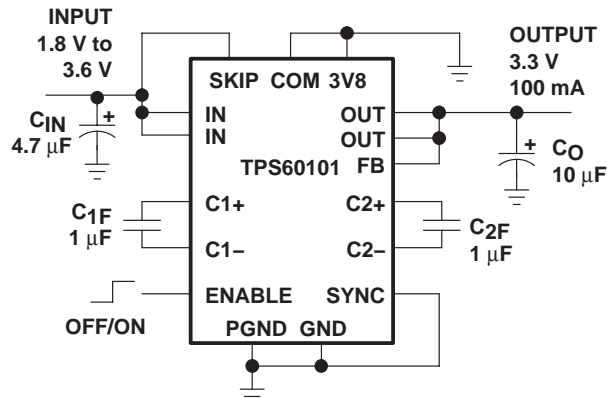 INPUT
1.8 V to
3.6 V
OUTPUT
3.3 V
100 mA
SKIP COM 3V8
IN
IN
OUT
OUT
TPS60101 FB
CIN
+
4.7 µF
+
CO
10 µF
C1F
1 µF
C1+
C1–
C2+
C2–
C2F
1 µF
ENABLE SYNC
OFF/ON
PGND GND